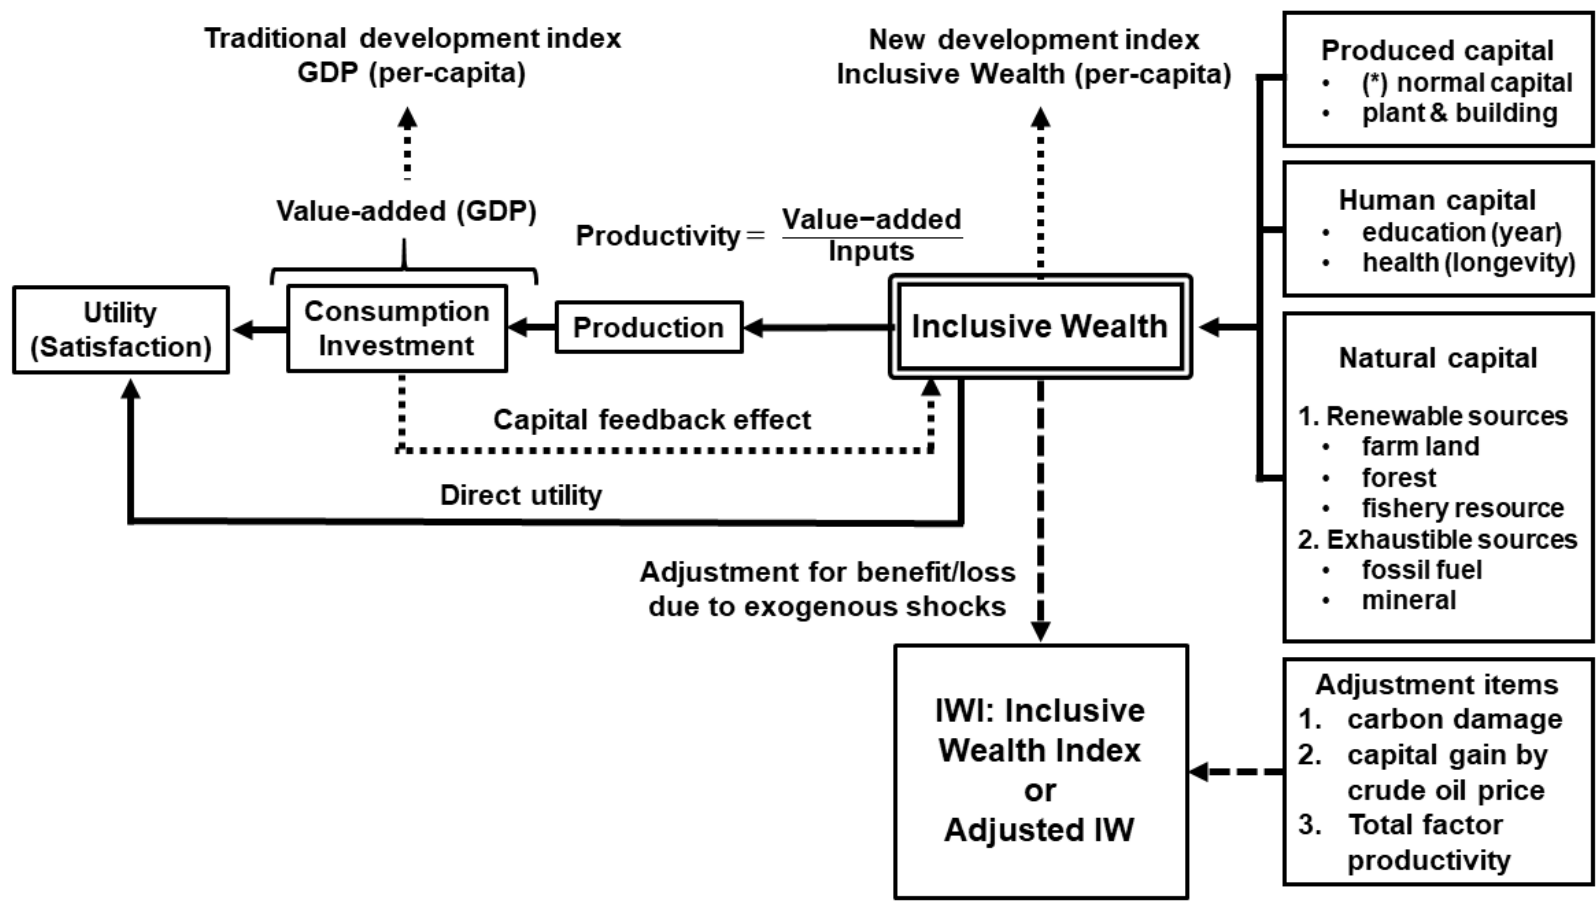 Traditional development index
GDP (per-capita)
New development index
Inclusive Wealth (per-capita)
Produced capital
• (*) normal capital
• plant & building
Value-added (GDP)
Productivity = Value−added
Inputs
Human capital
• education (year)
• health (longevity)
Utility
(Satisfaction)
Consumption
Investment
Production
Inclusive Wealth
Natural capital
1. Renewable sources
• farm land
• forest
• fishery resource
2. Exhaustible sources
• fossil fuel
• mineral
Capital feedback effect
Direct utility
Adjustment for benefit/loss
due to exogenous shocks
IWI: Inclusive
Wealth Index
or
Adjusted IW
Adjustment items
1. carbon damage
2. capital gain by
crude oil price
3. Total factor
productivity